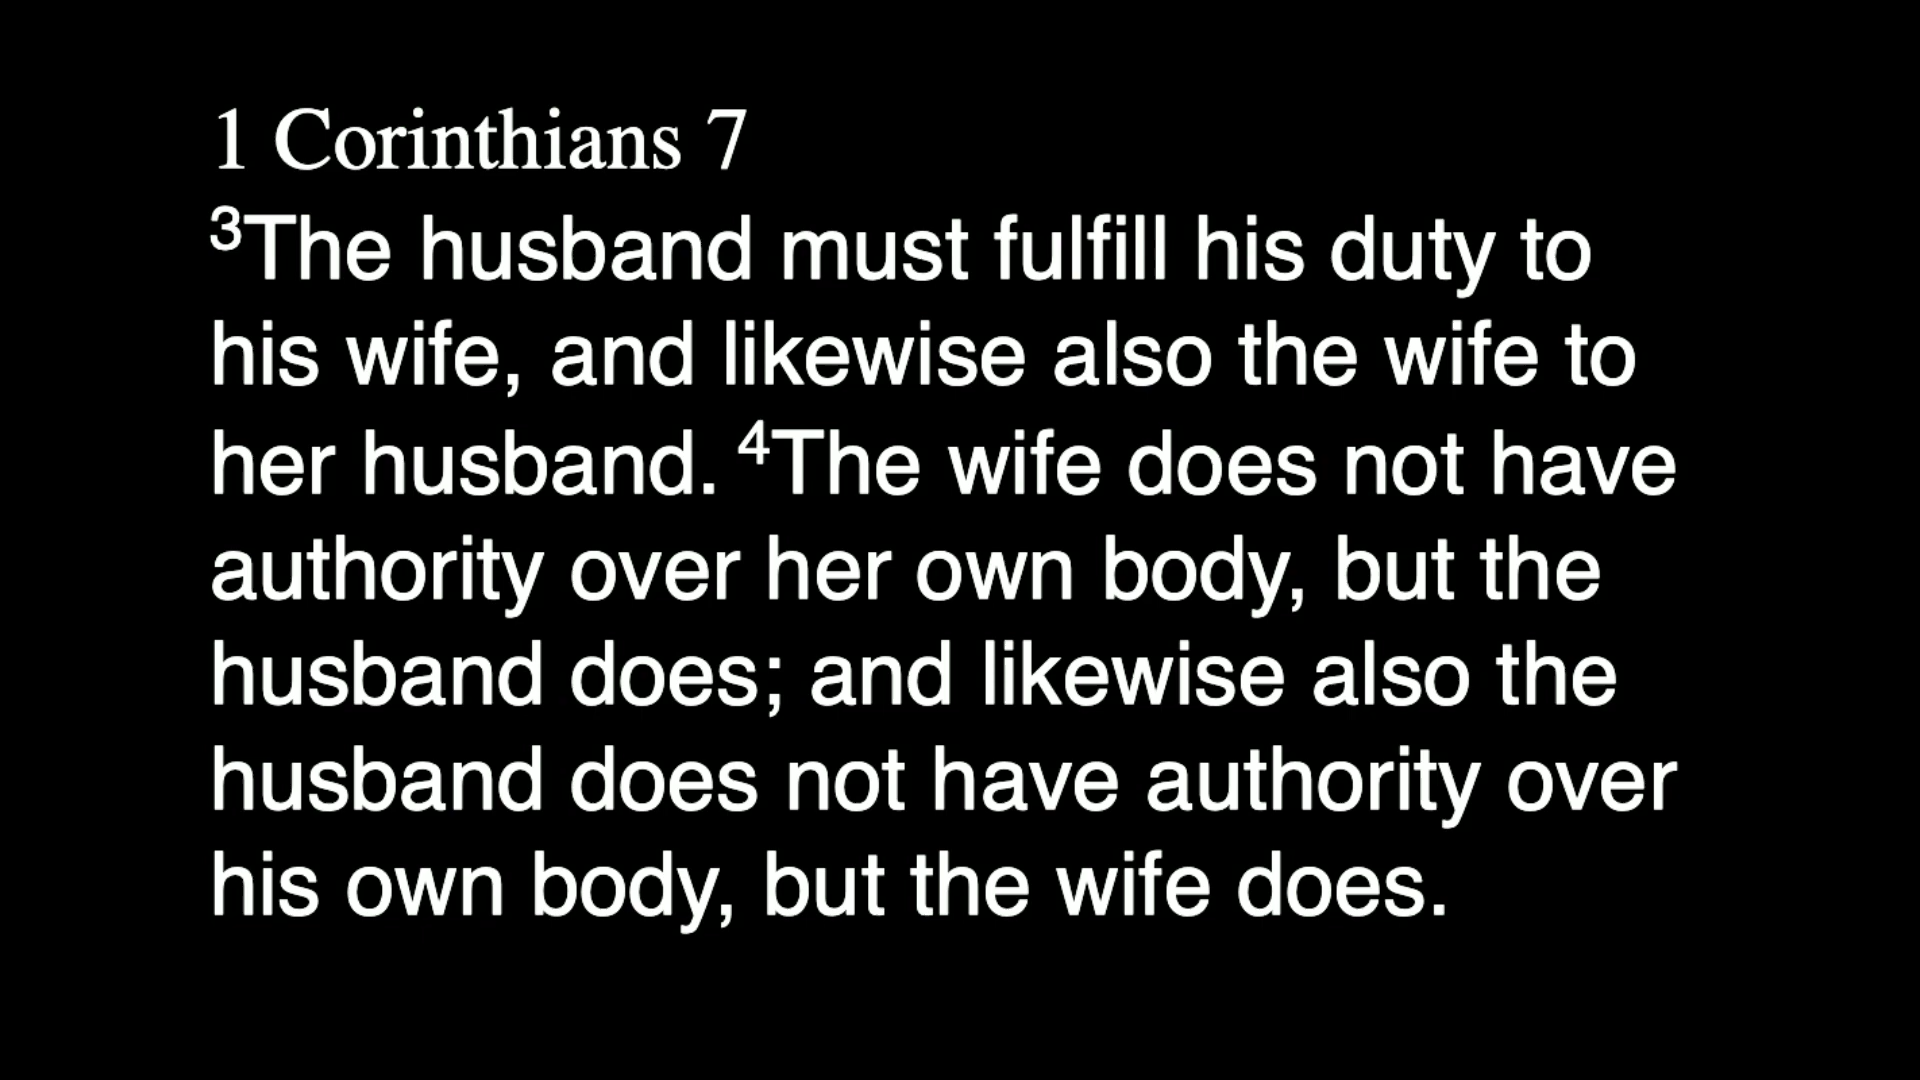 1 Corinthians 7
³The husband must fulfill his duty to
his wife, and likewise also the wife to
her husband. ⁴The wife does not have
authority over her own body, but the
husband does; and likewise also the
husband does not have authority over
his own body, but the wife does.